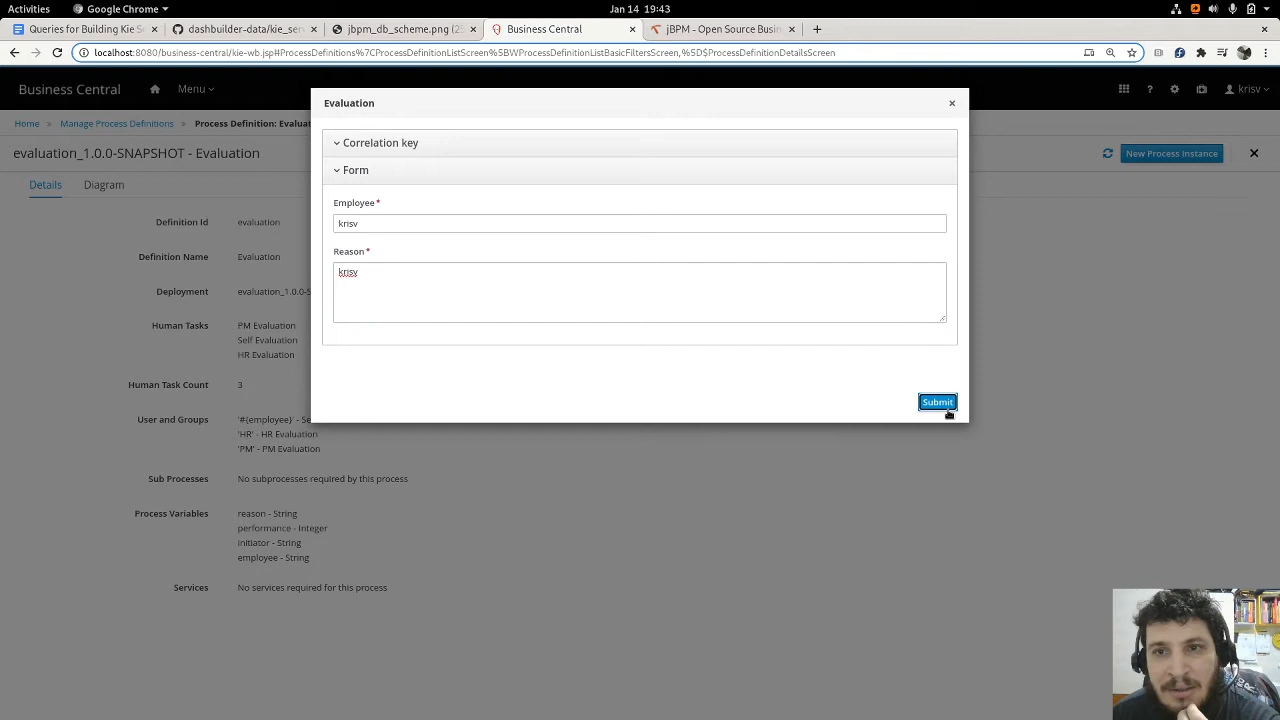 Activities
Google Chrome
Jan 14 19:43
Queries for Building Kie S
dashbuilder-data/kie_serv
jbpm_db_scheme.png (25
Business Central
jBPM - Open Source Busin
localhost:8080/business-central/kie-wb.jsp#ProcessDefinitions%7CProcessDefinitionListScreen%5BWProcessDefinitionListBasicFiltersScreen,%5D$ProcessDefinitionDetailsScreen
Business Central
Menu
krisv
Home
Manage Process Definitions
Process Definition: Evaluat
evaluation_1.0.0-SNAPSHOT - Evaluation
New Process Instance
Details
Diagram
Evaluation
Correlation key
Form
Employee*
krisv
Reason*
krisv
Submit
Definition Id
evaluation
Definition Name
Evaluation
Deployment
evaluation_1.0.0-S
Human Tasks
PM Evaluation
Self Evaluation
HR Evaluation
Human Task Count
3
User and Groups
'#{employee}' - Se
'HR' - HR Evaluation
'PM' - PM Evaluation
Sub Processes
No subprocesses required by this process
Process Variables
reason - String
performance - Integer
initiator - String
employee - String
Services
No services required for this process